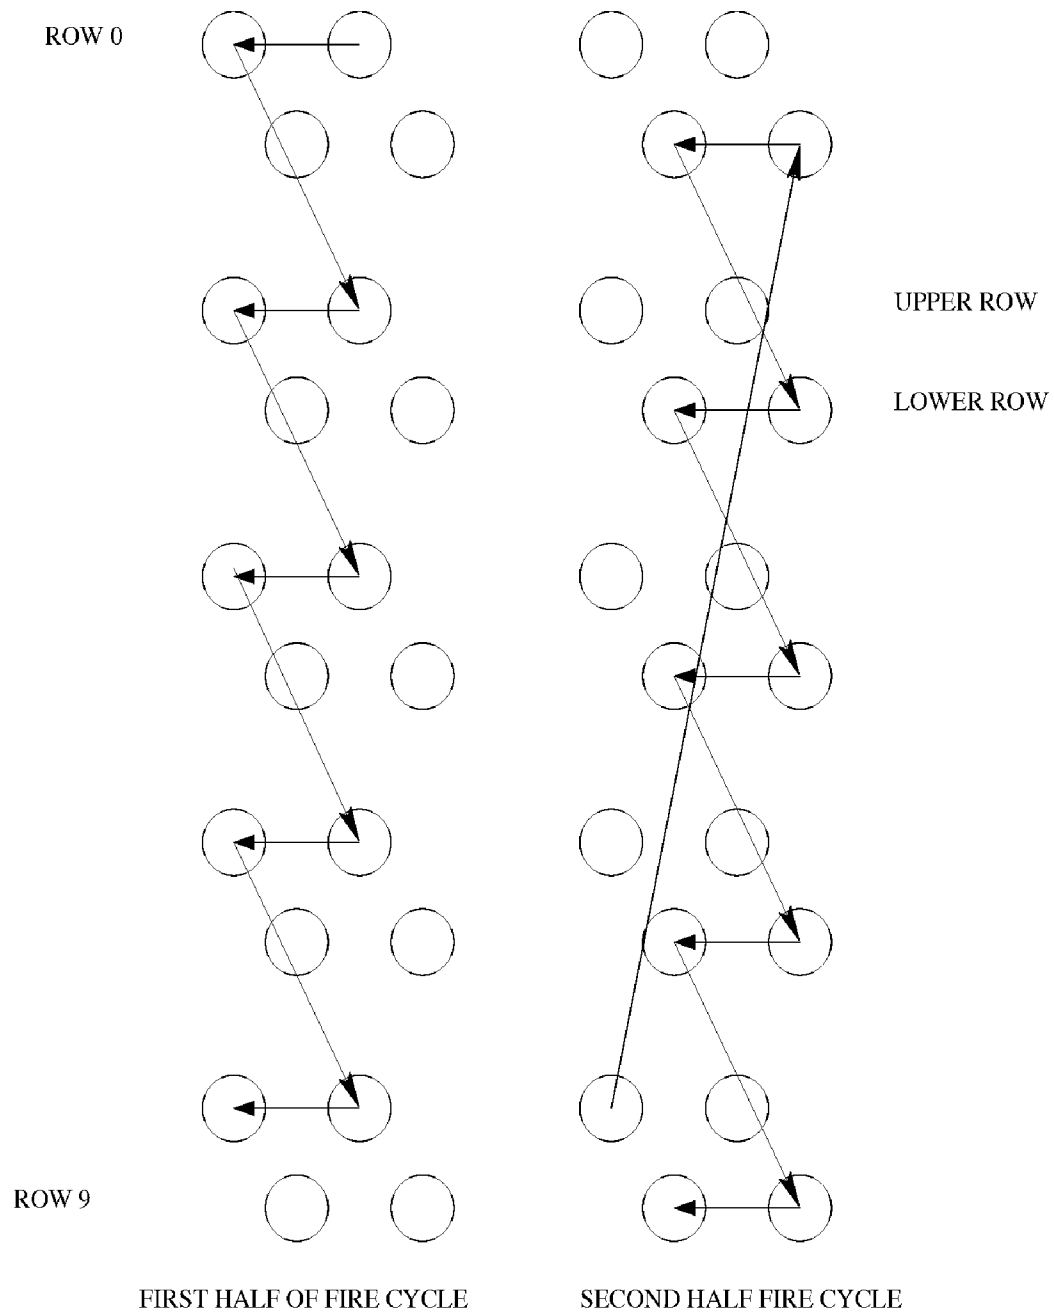 ROW 0
UPPER ROW
LOWER ROW
ROW 9
FIRST HALF OF FIRE CYCLE
SECOND HALF FIRE CYCLE